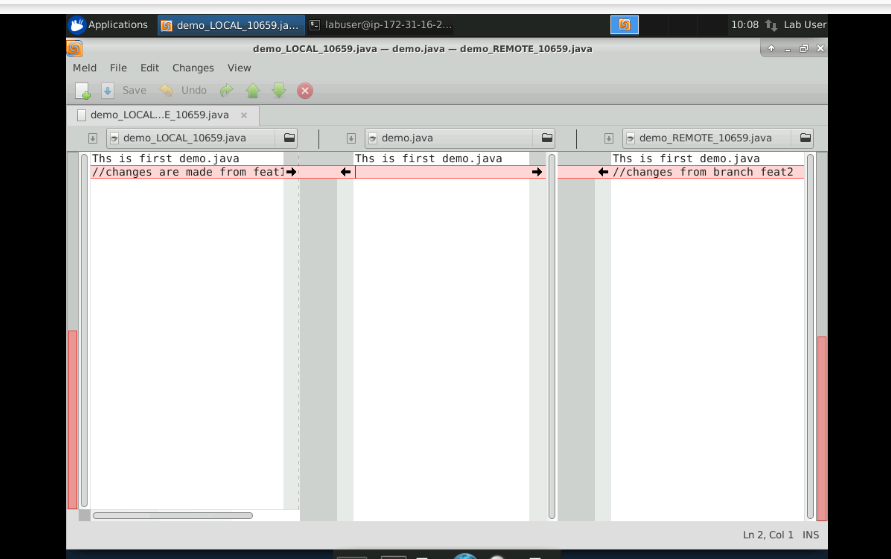 Applications demo_LOCAL_10659.ja... labuser@ip-172-31-16-2... 10:08 Lab User
demo_LOCAL_10659.java — demo.java — demo_REMOTE_10659.java
Meld File Edit Changes View
Save Undo
demo_LOCAL...E_10659.java ×
demo_LOCAL_10659.java demo.java demo_REMOTE_10659.java
Ths is first demo.java Ths is first demo.java Ths is first demo.java
//changes are made from feat1 //changes from branch feat2
Ln 2, Col 1 INS